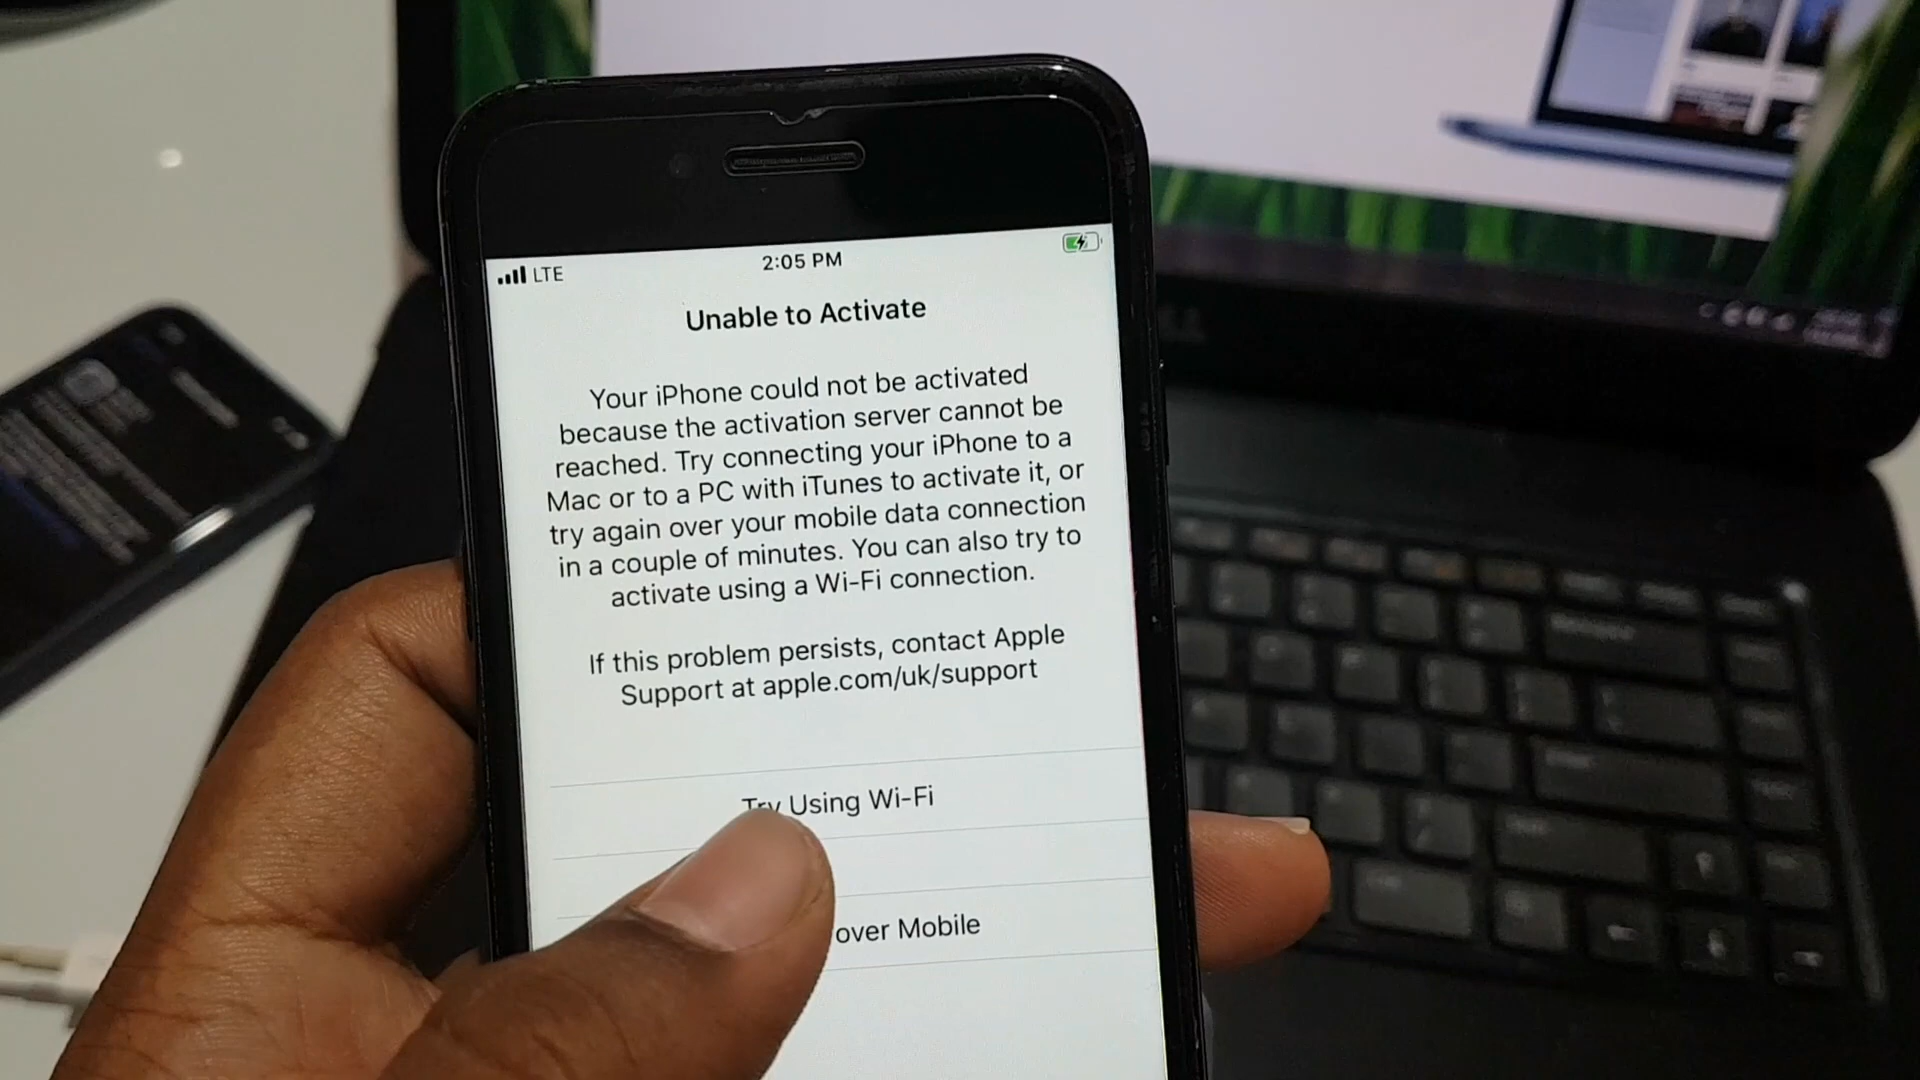 LTE
2:05 PM
Unable to Activate
Your iPhone could not be activated
because the activation server cannot be
reached. Try connecting your iPhone to a
Mac or to a PC with iTunes to activate it, or
try again over your mobile data connection
in a couple of minutes. You can also try to
activate using a Wi-Fi connection.
If this problem persists, contact Apple
Support at apple.com/uk/support
Try Using Wi-Fi
over Mobile